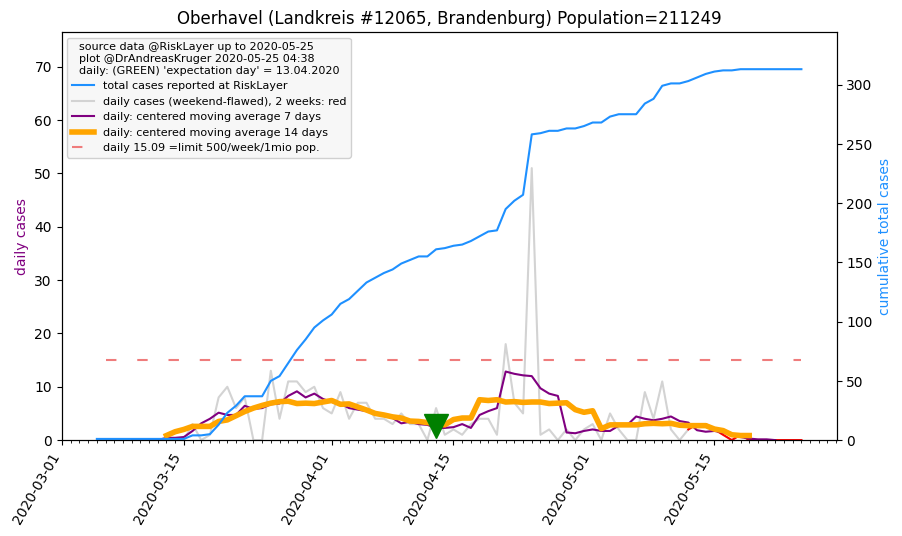 Oberhavel (Landkreis #12065, Brandenburg) Population=211249
source data @RiskLayer up to 2020-05-25
plot @DrAndreasKruger 2020-05-25 04:38
daily: (GREEN) 'expectation day' = 13.04.2020
total cases reported at RiskLayer
daily cases (weekend-flawed), 2 weeks: red
daily: centered moving average 7 days
daily: centered moving average 14 days
daily 15.09 =limit 500/week/1mio pop.
daily cases
70
60
50
40
30
20
10
0
cumulative total cases
300
250
200
150
100
50
0
2020-03-01
2020-03-15
2020-04-01
2020-04-15
2020-05-01
2020-05-15